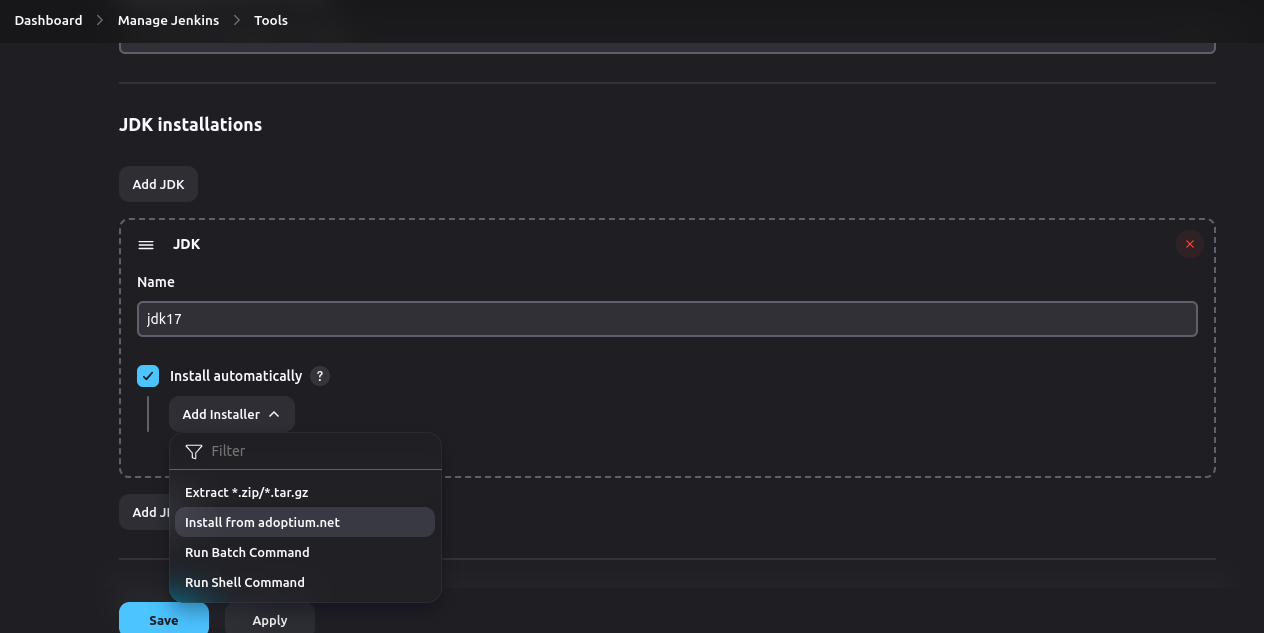 Dashboard > Manage Jenkins > Tools
JDK installations
Add JDK
JDK
Name
jdk17
Install automatically ?
Add Installer
Filter
Extract *.zip/*.tar.gz
Add
Install from adoptium.net
Run Batch Command
Run Shell Command
Save Apply